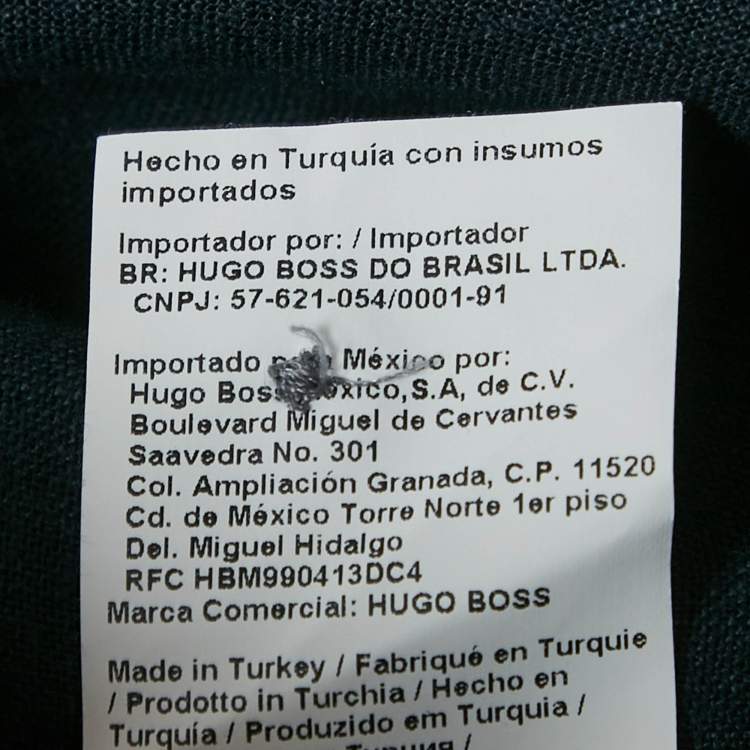 Hecho en Turquía con insumos
importados
Importador por: / Importador
BR: HUGO BOSS DO BRASIL LTDA.
CNPJ: 57-621-054/0001-91
Importado México por:
Hugo S.A, de C.V.
Boulevard Miguel de Cervantes
Saavedra No. 301
Col. Ampliación Granada, C.P. 11520
Cd. de México Torre Norte 1er piso
Del. Miguel Hidalgo
RFC HBM990413DC4
Marca Comercial: HUGO BOSS
Made in Turkey / Fabriqué en Turquie
/ Prodotto in Turchia / Hecho en
Turquía / Produzido em Turquia /